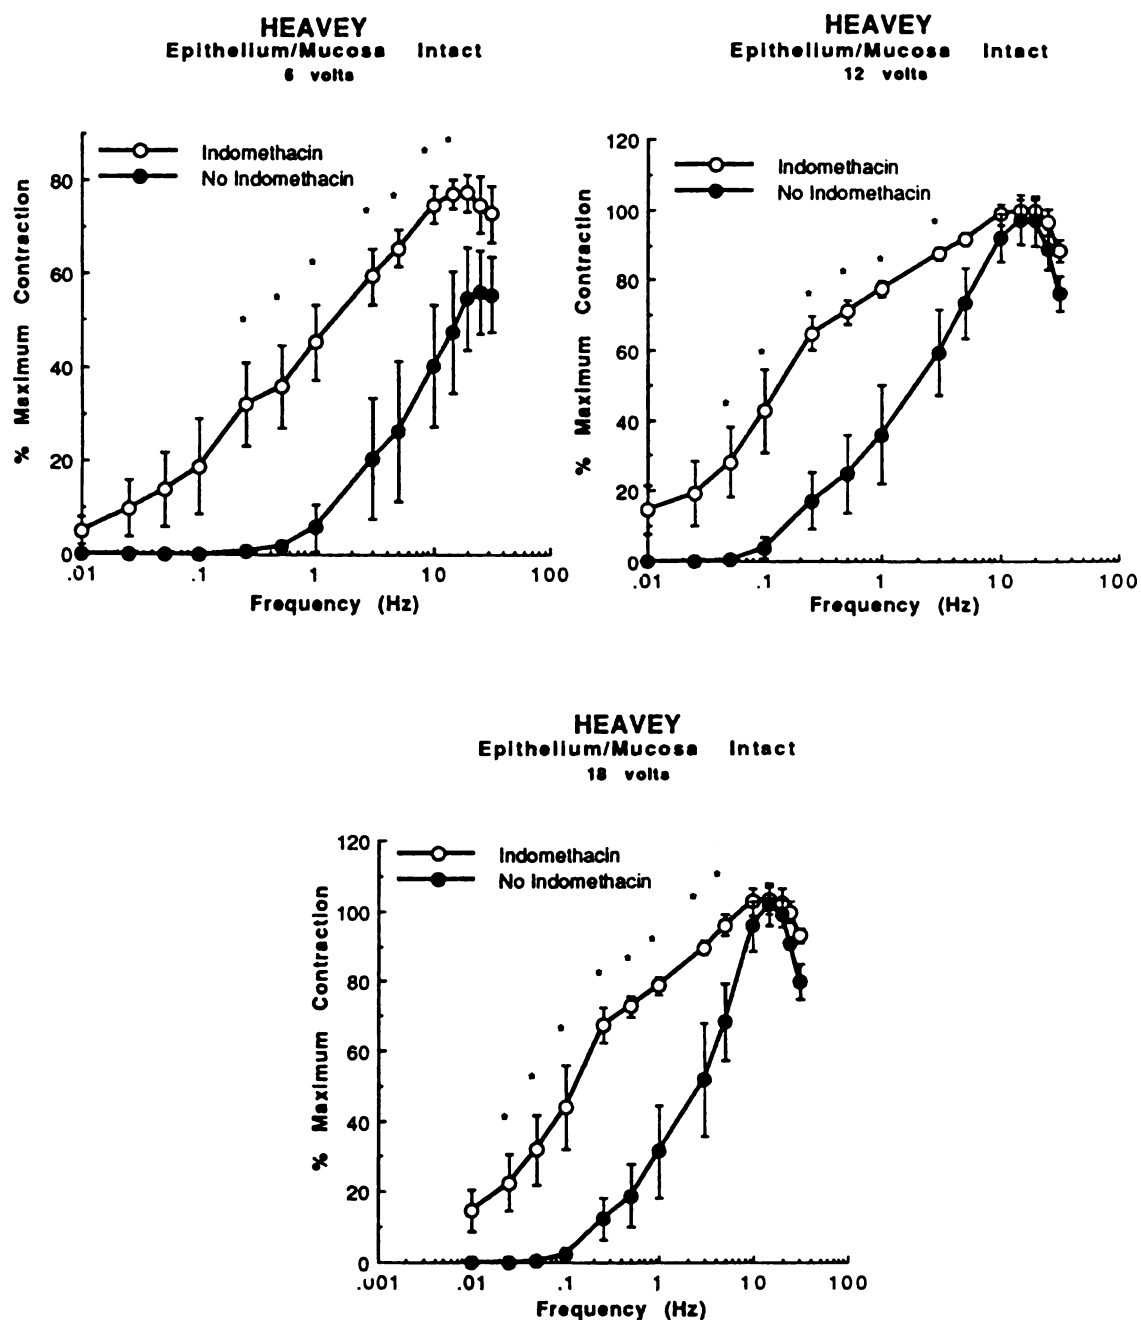 HEAVEY
Epithelium/Mucosa Intact
6 volts
Indomethacin
No Indomethacin
% Maximum Contraction
80
60
40
20
0
.01
.1
1
10
100
Frequency (Hz)
HEAVEY
Epithelium/Mucosa Intact
12 volts
Indomethacin
No Indomethacin
% Maximum Contraction
120
100
80
60
40
20
0
.01
.1
1
10
100
Frequency (Hz)
HEAVEY
Epithelium/Mucosa Intact
18 volts
Indomethacin
No Indomethacin
% Maximum Contraction
120
100
80
60
40
20
0
.001
.01
.1
1
10
100
Frequency (Hz)